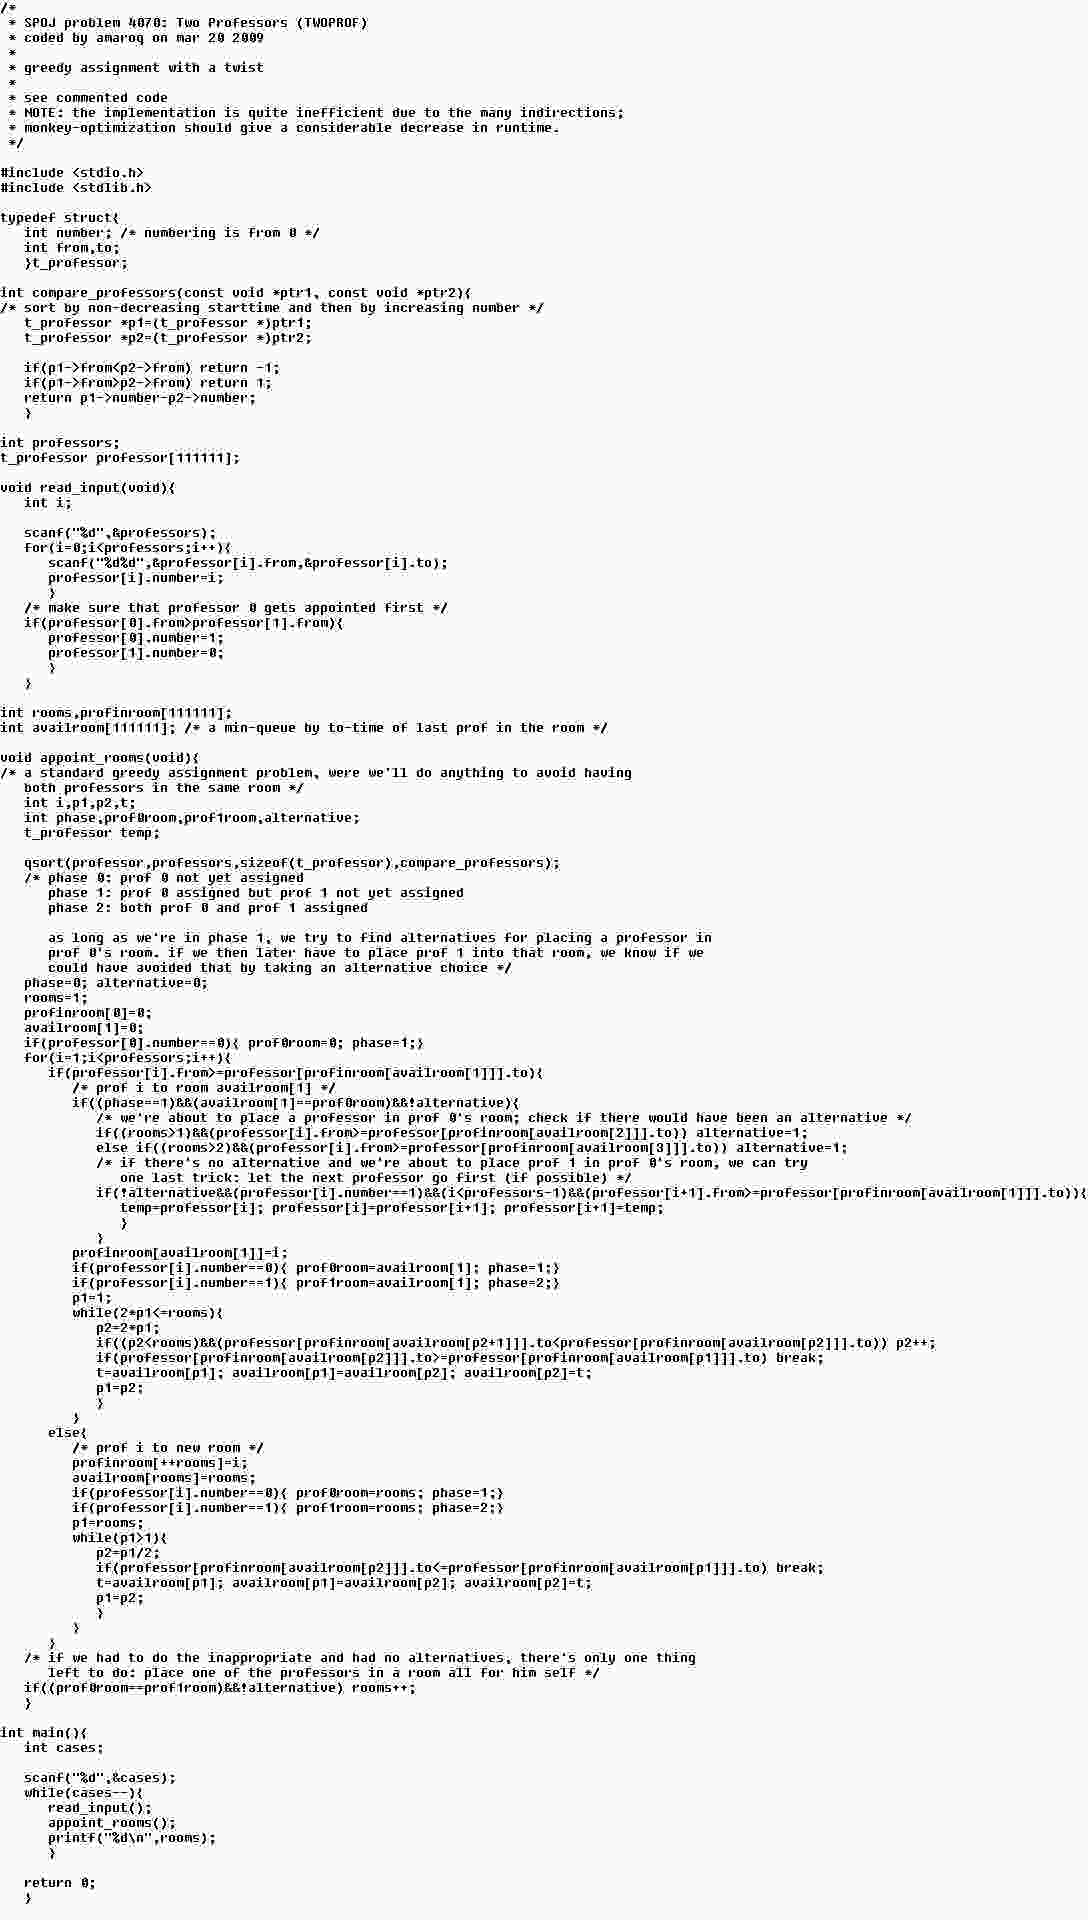 /*
 * SPOJ problem 4070: Two Professors (TWOPROF)
 * coded by amaroq on mar 20 2009
 *
 * greedy assignment with a twist
 *
 * see commented code
 * NOTE: the implementation is quite inefficient due to the many indirections;
 * monkey-optimization should give a considerable decrease in runtime.
 */

#include <stdio.h>
#include <stdlib.h>

typedef struct{
   int number; /* numbering is from 0 */
   int from,to;
   }t_professor;

int compare_professors(const void *ptr1, const void *ptr2){
/* sort by non-decreasing starttime and then by increasing number */
   t_professor *p1=(t_professor *)ptr1;
   t_professor *p2=(t_professor *)ptr2;

   if(p1->from<p2->from) return -1;
   if(p1->from>p2->from) return 1;
   return p1->number-p2->number;
   }

int professors;
t_professor professor[111111];

void read_input(void){
   int i;

   scanf("%d",&professors);
   for(i=0;i<professors;i++){
      scanf("%d%d",&professor[i].from,&professor[i].to);
      professor[i].number=i;
      }
   /* make sure that professor 0 gets appointed first */
   if(professor[0].from>professor[1].from){
      professor[0].number=1;
      professor[1].number=0;
      }
   }

int rooms,profinroom[111111];
int availroom[111111]; /* a min-queue by to-time of last prof in the room */

void appoint_rooms(void){
/* a standard greedy assignment problem, were we'll do anything to avoid having
   both professors in the same room */
   int i,p1,p2,t;
   int phase,prof0room,prof1room,alternative;
   t_professor temp;

   qsort(professor,professors,sizeof(t_professor),compare_professors);
   /* phase 0: prof 0 not yet assigned
      phase 1: prof 0 assigned but prof 1 not yet assigned
      phase 2: both prof 0 and prof 1 assigned

      as long as we're in phase 1, we try to find alternatives for placing a professor in
      prof 0's room. if we then later have to place prof 1 into that room, we know if we
      could have avoided that by taking an alternative choice */
   phase=0; alternative=0;
   rooms=1;
   profinroom[0]=0;
   availroom[1]=0;
   if(professor[0].number==0){ prof0room=0; phase=1;}
   for(i=1;i<professors;i++){
      if(professor[i].from>=professor[profinroom[availroom[1]]].to){
         /* prof i to room availroom[1] */
         if((phase==1)&&(availroom[1]==prof0room)&&!alternative){
            /* we're about to place a professor in prof 0's room; check if there would have been an alternative */
            if((rooms>1)&&(professor[i].from>=professor[profinroom[availroom[2]]].to)) alternative=1;
            else if((rooms>2)&&(professor[i].from>=professor[profinroom[availroom[3]]].to)) alternative=1;
            /* if there's no alternative and we're about to place prof 1 in prof 0's room, we can try
               one last trick: let the next professor go first (if possible) */
            if(!alternative&&(professor[i].number==1)&&(i<professors-1)&&(professor[i+1].from>=professor[profinroom[availroom[1]]].to)){
               temp=professor[i]; professor[i]=professor[i+1]; professor[i+1]=temp;
               }
            }
         profinroom[availroom[1]]=i;
         if(professor[i].number==0){ prof0room=availroom[1]; phase=1;}
         if(professor[i].number==1){ prof1room=availroom[1]; phase=2;}
         p1=1;
         while(2*p1<=rooms){
            p2=2*p1;
            if((p2<rooms)&&(professor[profinroom[availroom[p2+1]]].to<professor[profinroom[availroom[p2]]].to)) p2++;
            if(professor[profinroom[availroom[p2]]].to>=professor[profinroom[availroom[p1]]].to) break;
            t=availroom[p1]; availroom[p1]=availroom[p2]; availroom[p2]=t;
            p1=p2;
            }
         }
      else{
         /* prof i to new room */
         profinroom[++rooms]=i;
         availroom[rooms]=rooms;
         if(professor[i].number==0){ prof0room=rooms; phase=1;}
         if(professor[i].number==1){ prof1room=rooms; phase=2;}
         p1=rooms;
         while(p1>1){
            p2=p1/2;
            if(professor[profinroom[availroom[p2]]].to<=professor[profinroom[availroom[p1]]].to) break;
            t=availroom[p1]; availroom[p1]=availroom[p2]; availroom[p2]=t;
            p1=p2;
            }
         }
      }
   /* if we had to do the inappropriate and had no alternatives, there's only one thing
      left to do: place one of the professors in a room all for him self */
   if((prof0room==prof1room)&&!alternative) rooms++;
   }

int main(){
   int cases;

   scanf("%d",&cases);
   while(cases--){
      read_input();
      appoint_rooms();
      printf("%d\n",rooms);
      }

   return 0;
   }